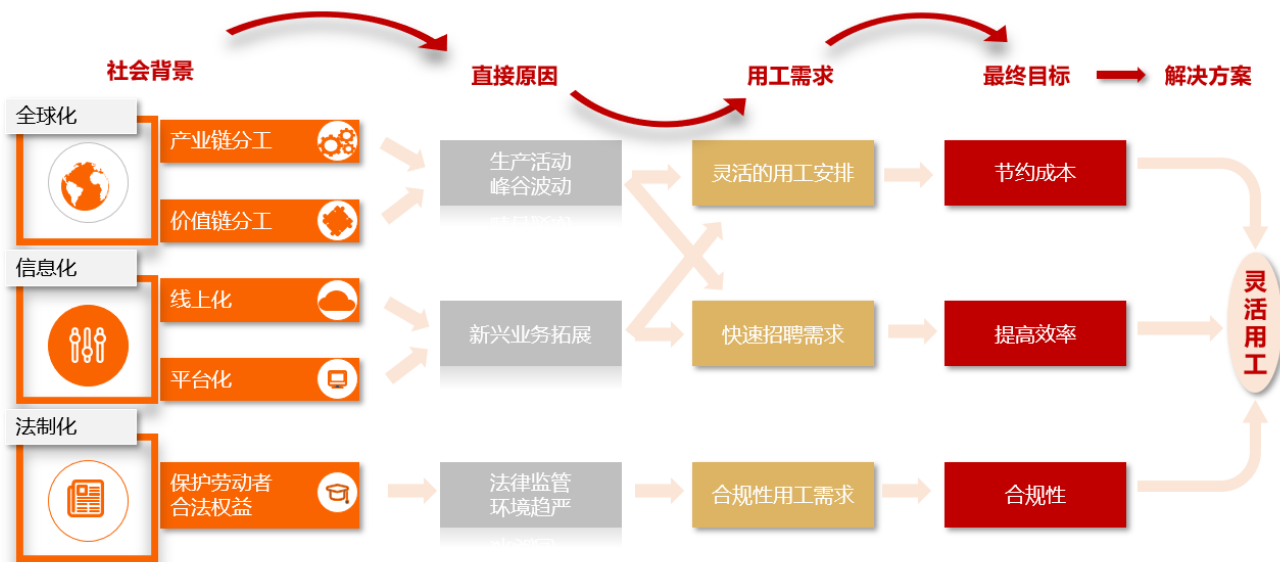 社会背景
直接原因
用工需求
最终目标
解决方案
全球化
产业链分工
价值链分工
生产活动
峰谷波动
灵活的用工安排
节约成本
信息化
线上化
平台化
新兴业务拓展
快速招聘需求
提高效率
法制化
保护劳动者
合法权益
法律监管
环境趋严
合规性用工需求
合规性
灵活用工